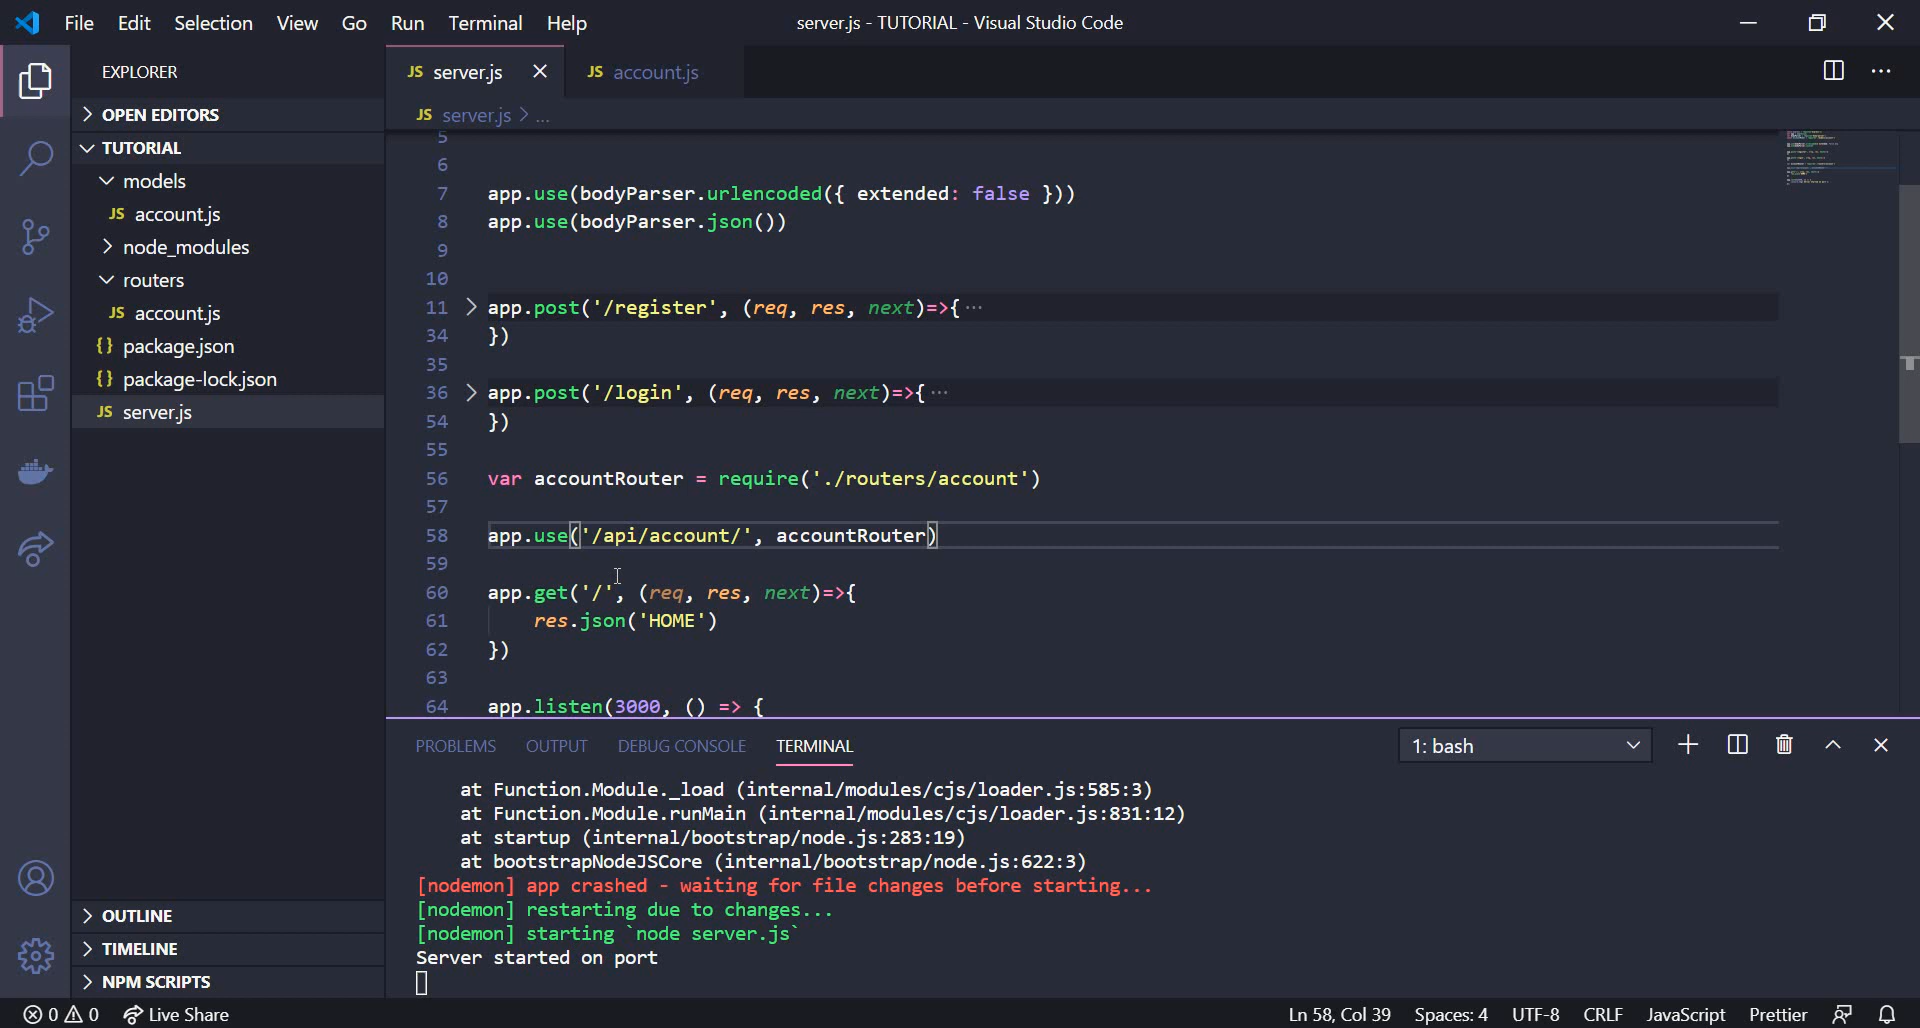 File Edit Selection View Go Run Terminal Help server.js - TUTORIAL - Visual Studio Code
EXPLORER
OPEN EDITORS
TUTORIAL
models
JS account.js
node_modules
routers
JS account.js
{} package.json
{} package-lock.json
JS server.js
OUTLINE
TIMELINE
NPM SCRIPTS
JS server.js JS account.js
JS server.js > ...
5
6
7 app.use(bodyParser.urlencoded({ extended: false }))
8 app.use(bodyParser.json())
9
10
11 app.post('/register', (req, res, next)=>{ ...
34 })
35
36 app.post('/login', (req, res, next)=>{ ...
54 })
55
56 var accountRouter = require('./routers/account')
57
58 app.use('/api/account/', accountRouter)
59
60 app.get('/', (req, res, next)=>{
61 res.json('HOME')
62 })
63
64 app.listen(3000, () => {
PROBLEMS OUTPUT DEBUG CONSOLE TERMINAL 1: bash
at Function.Module._load (internal/modules/cjs/loader.js:585:3)
at Function.Module.runMain (internal/modules/cjs/loader.js:831:12)
at startup (internal/bootstrap/node.js:283:19)
at bootstrapNodeJSCore (internal/bootstrap/node.js:622:3)
[nodemon] app crashed - waiting for file changes before starting...
[nodemon] restarting due to changes...
[nodemon] starting `node server.js`
Server started on port
0 0 Live Share Ln 58, Col 39 Spaces: 4 UTF-8 CRLF JavaScript Prettier